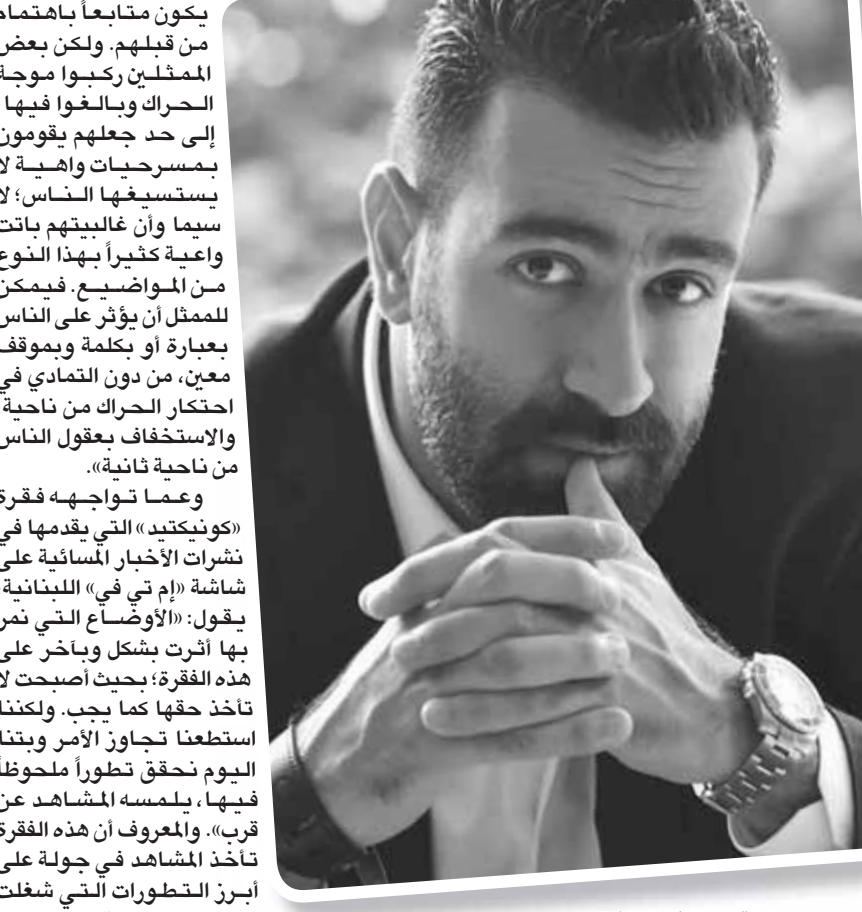 يكون متابعاً باهتمام
من قبلهم. ولكن بعض
الممثلين ركبوا موجة
الحراك وبالغوا فيها
إلى حد جعلهم يقومون
بمسرحيات واهية لا
يستسيغها الناس؛ لا
سيما وأن غالبيتهم باتت
واعية كثيراً بهذا النوع
من المواضيع. فيمكن
للممثل أن يؤثر على الناس
بعبارة أو بكلمة وبموقف
معين، من دون التمادي في
احتكار الحراك من ناحية
والاستخفاف بعقول الناس
من ناحية ثانية».
وعما تواجهه فقرة
«كونيكتيد» التي يقدمها في
نشرات الأخبار المسائية على
شاشة «إم تي في» اللبنانية
يقول: «الأوضاع التي نمر
بها أثرت بشكل وبآخر على
هذه الفقرة؛ بحيث أصبحت لا
تأخذ حقها كما يجب. ولكننا
استطعنا تجاوز الأمر وبتنا
اليوم نحقق تطوراً ملحوظاً
فيها، يلمسه المشاهد عن
قرب». والمعروف أن هذه الفقرة
تأخذ المشاهد في جولة على
أبرز التطورات التي شغلت